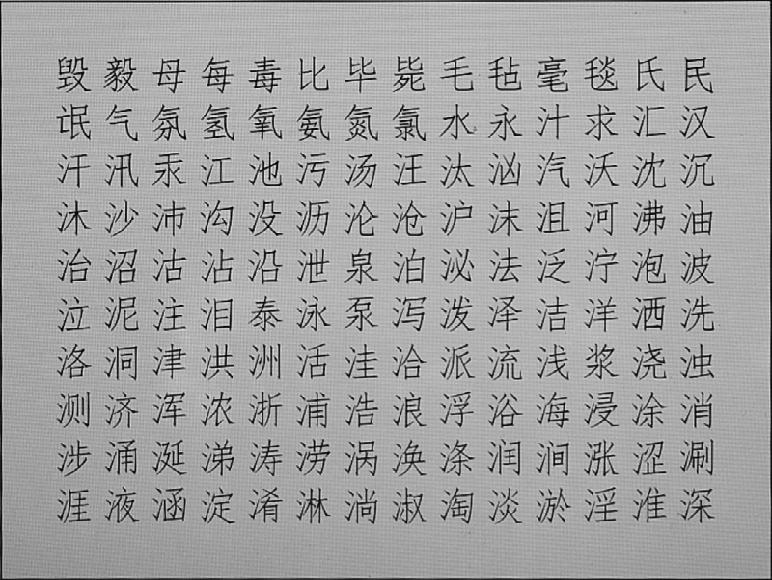 毁毅母每毒比毕毙毛毡毫毯氏民
氓气氛氢氧氨氮氯水永汁求汇汉
汗汛汞江池污汤汪汰汹汽沃沈沉
沐沙沛沟没沥沦沧沪沫沮河沸油
治沼沽沾沿泄泉泊泌法泛泞泡波
泣泥注泪泰泳泵泻泼泽洁洋洒洗
洛洞津洪洲活洼洽派流浅浆浇浊
测济浑浓浙浦浩浪浮浴海浸涂消
涉涌涎涕涛涝涡涣涤润涧涨涩涮
涯液涵淀淆淋淌淑淘淡淤淫淮深